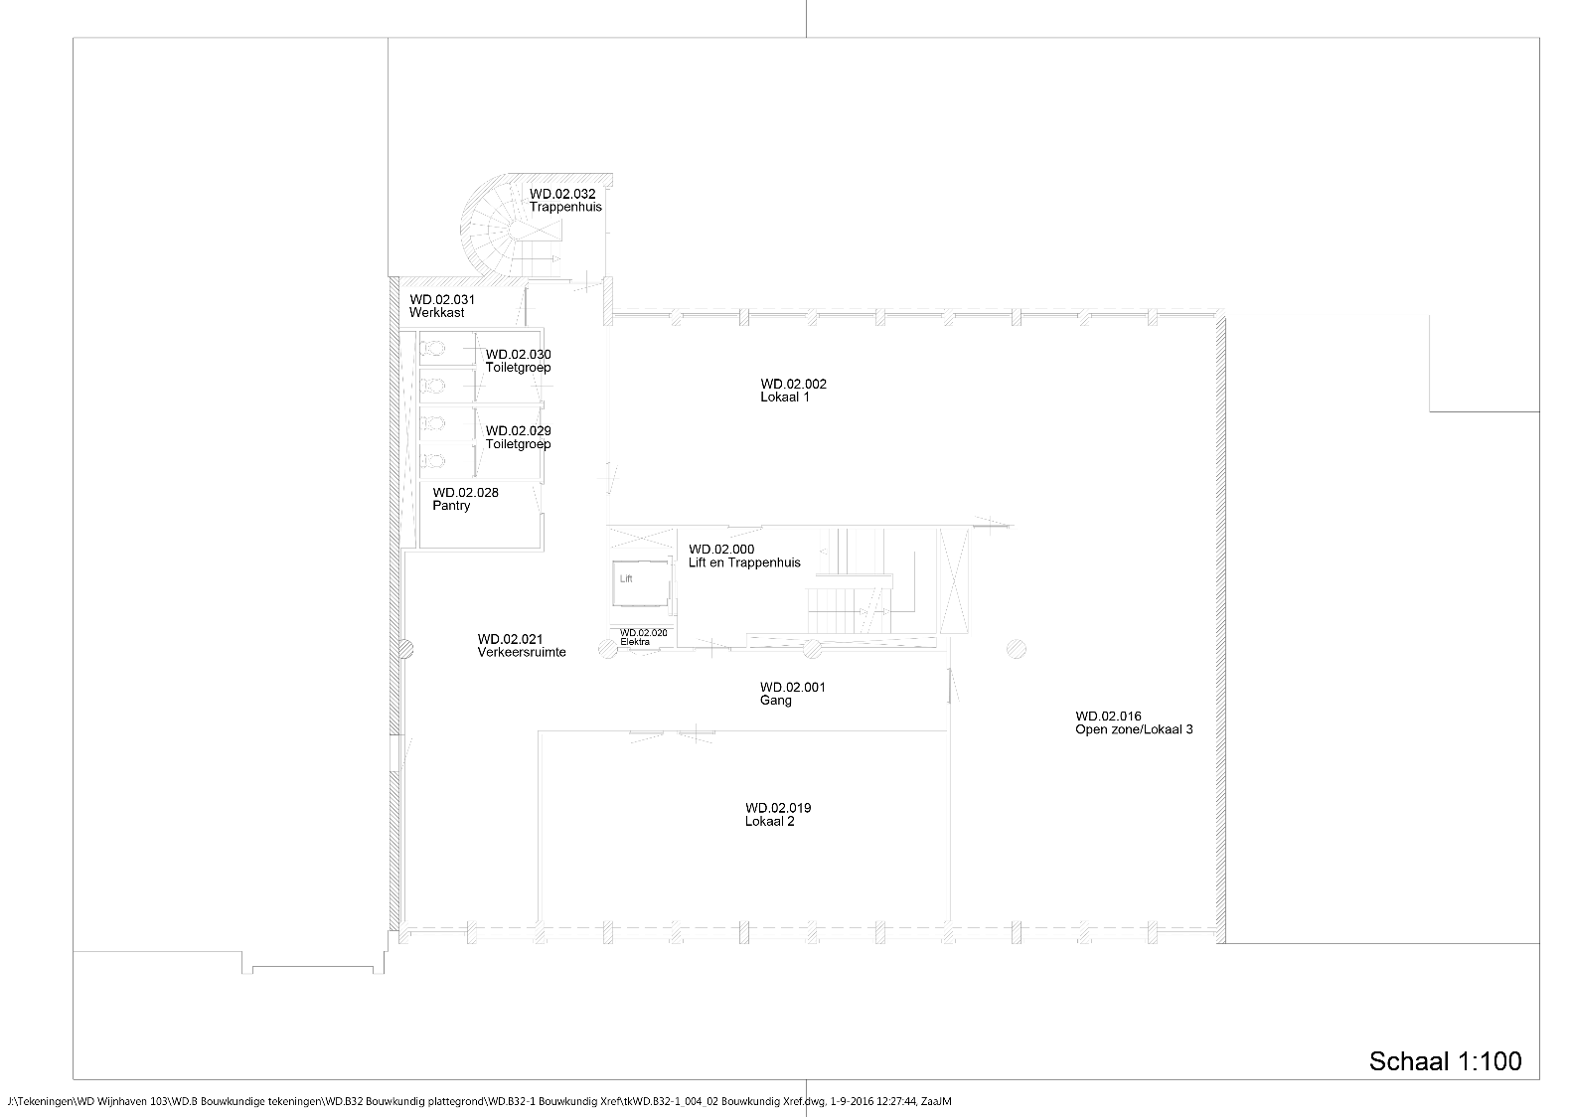 WD.02.032
Trappenhuis
WD.02.031
Werkkast
WD.02.030
Toiletgroep
WD.02.002
Lokaal 1
WD.02.029
Toiletgroep
WD.02.028
Pantry
WD.02.000
Lift en Trappenhuis
Lift
WD.02.020
Elektra
WD.02.021
Verkeersruimte
WD.02.001
Gang
WD.02.016
Open zone/Lokaal 3
WD.02.019
Lokaal 2
Schaal 1:100
J:\Tekeningen\WD Wijnhaven 103\WD.B Bouwkundige tekeningen\WD.B32 Bouwkundig plattegrond\WD.B32-1 Bouwkundig Xref\tkWD.B32-1_004_02 Bouwkundig Xref.dwg, 1-9-2016 12:27:44, ZaaJM